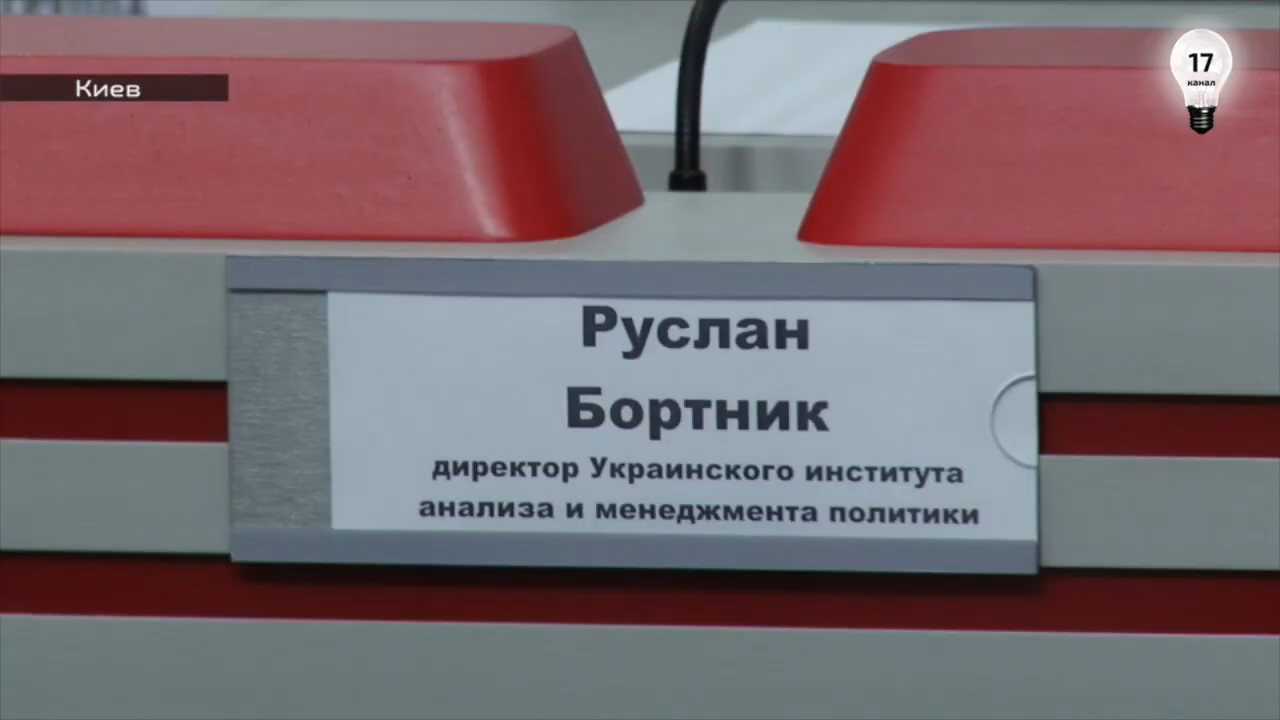 Киев
17
канал
Руслан
Бортник
директор Украинского института
анализа и менеджмента политики